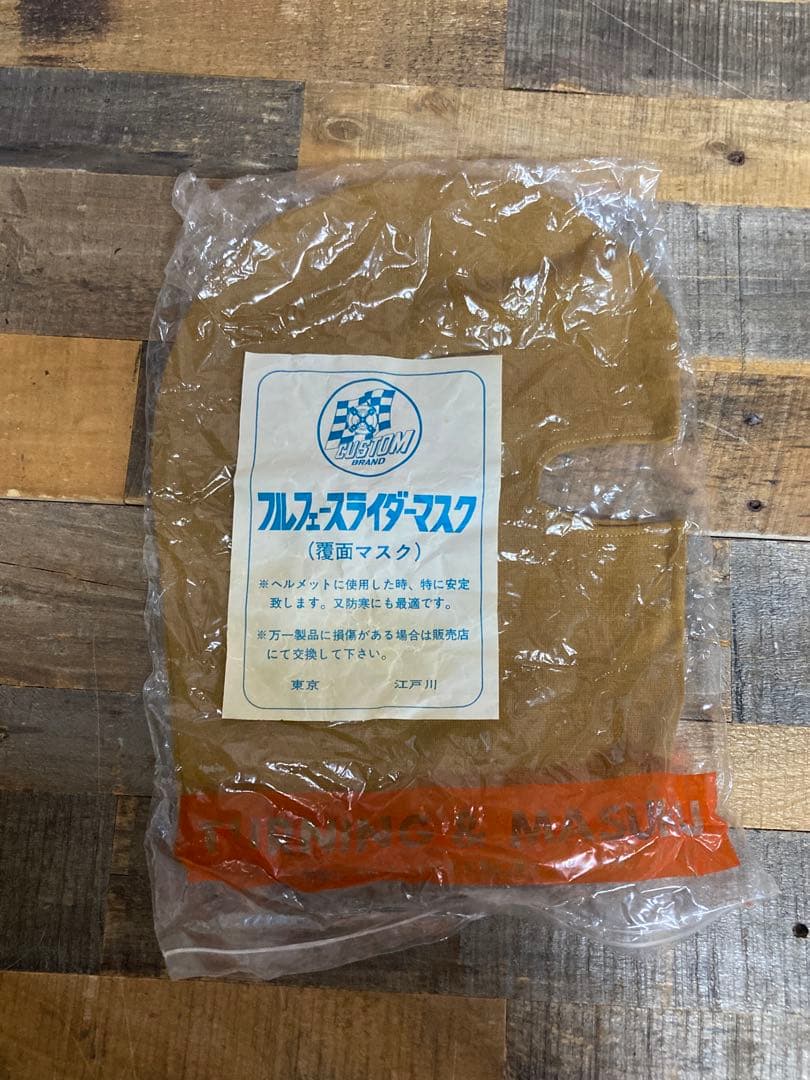 CUSTOM
BRAND
フルフェースライダーマスク
(覆面マスク)
※ヘルメットに使用した時、特に安定
致します。又防寒にも最適です。
※万一製品に損傷がある場合は販売店
にて交換して下さい。
東京 江戸川
TURNING & MASUKU